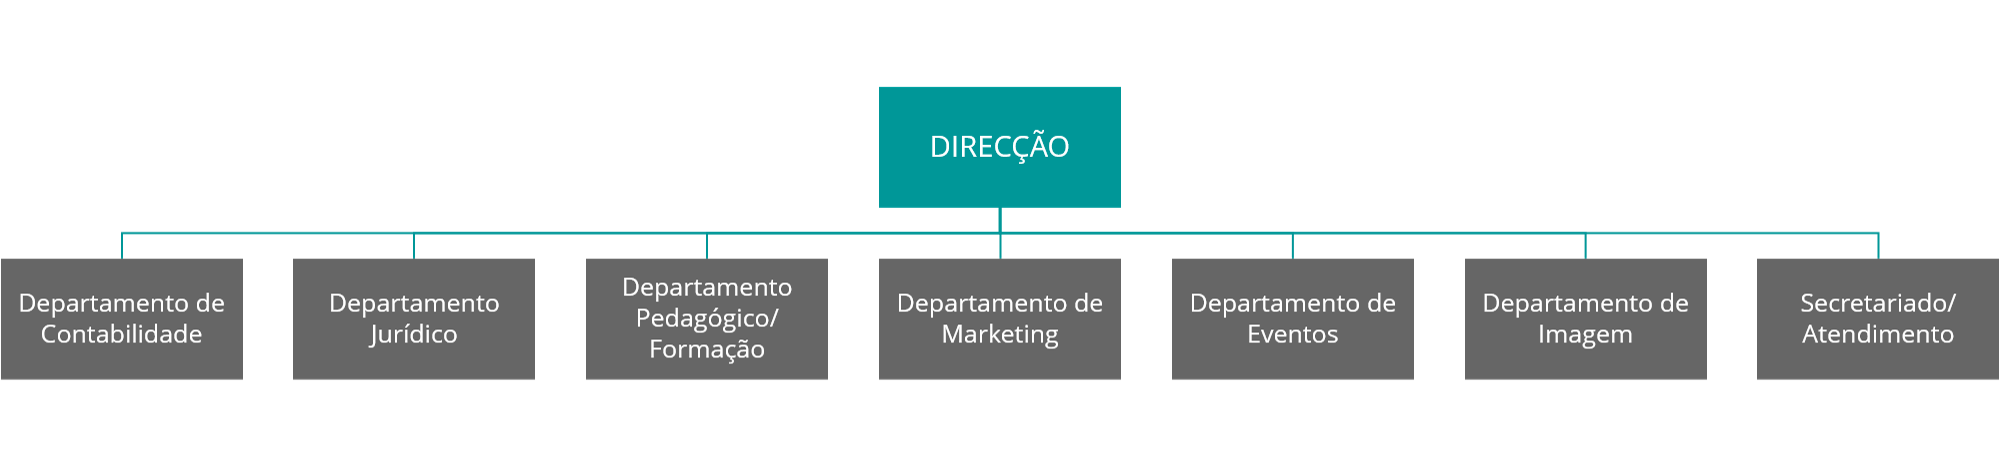 DIRECÇÃO
Departamento de
Contabilidade
Departamento
Jurídico
Departamento
Pedagógico/
Formação
Departamento de
Marketing
Departamento de
Eventos
Departamento de
Imagem
Secretariado/
Atendimento